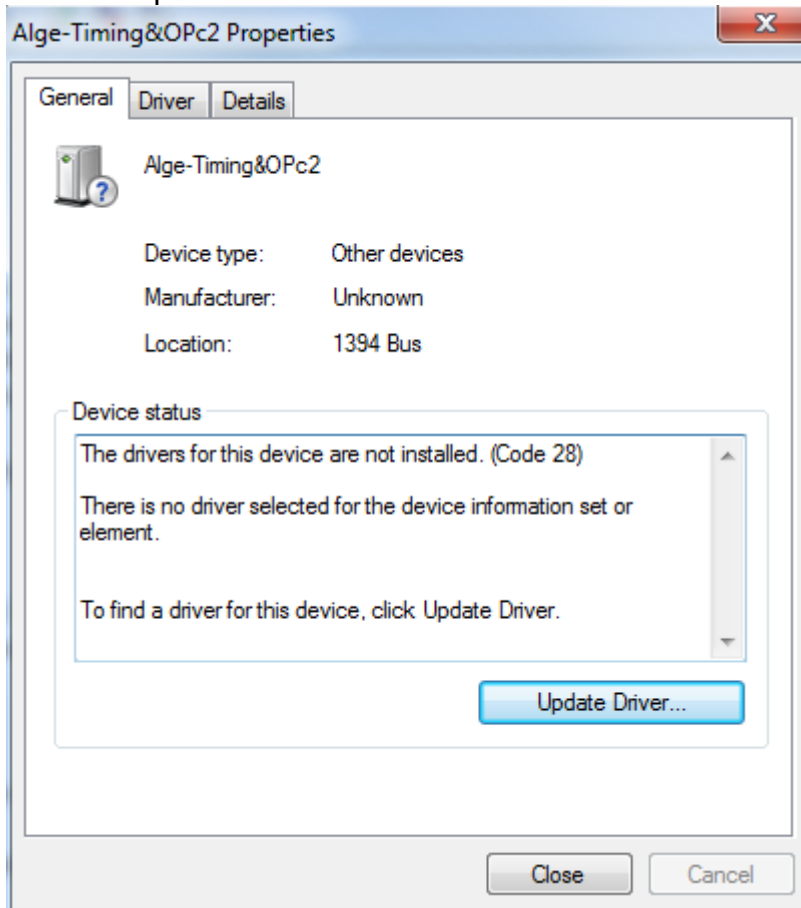 Alge-Timing&OPc2 Properties
X
General Driver Details
Alge-Timing&OPc2
Device type: Other devices
Manufacturer: Unknown
Location: 1394 Bus
Device status
The drivers for this device are not installed. (Code 28)
There is no driver selected for the device information set or
element.
To find a driver for this device, click Update Driver.
Update Driver...
Close Cancel